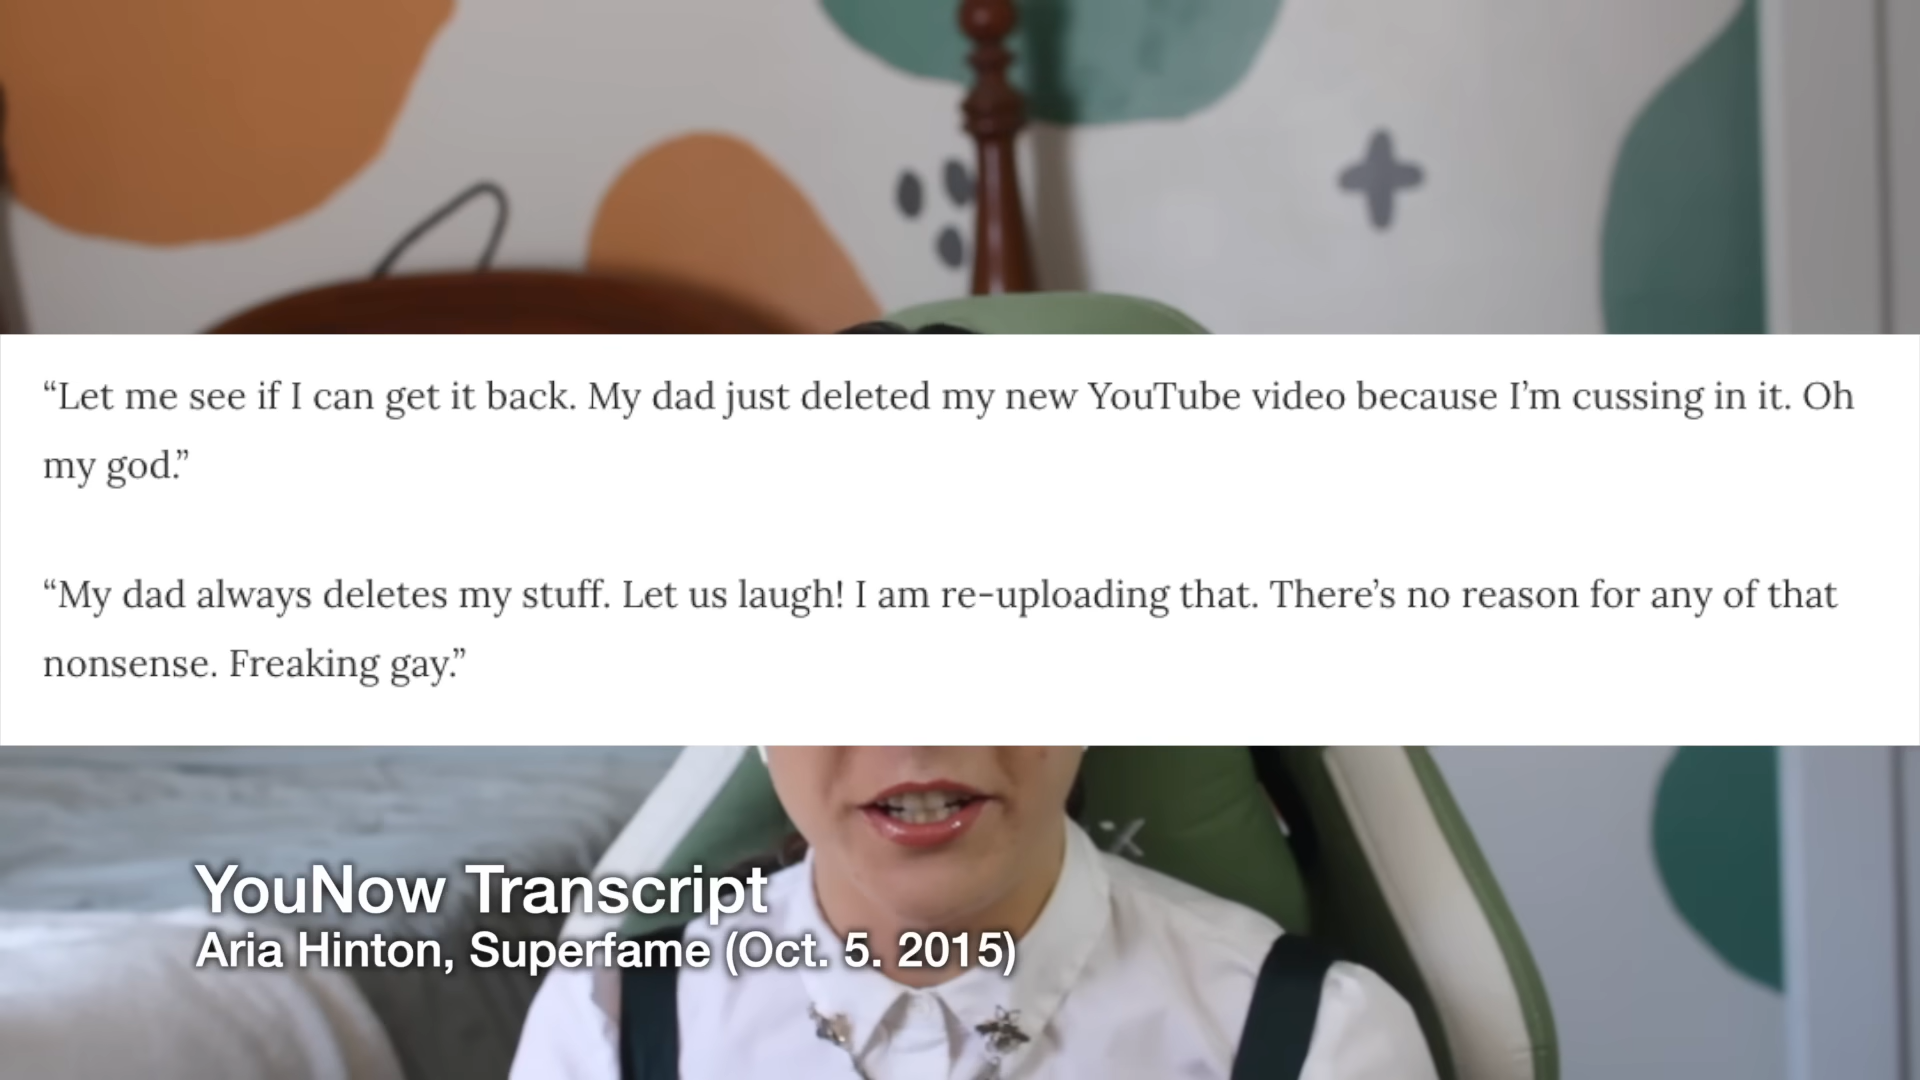 “Let me see if I can get it back. My dad just deleted my new YouTube video because I’m cussing in it. Oh
my god.”
“My dad always deletes my stuff. Let us laugh! I am re-uploading that. There’s no reason for any of that
nonsense. Freaking gay.”
YouNow Transcript
Aria Hinton, Superfame (Oct. 5. 2015)